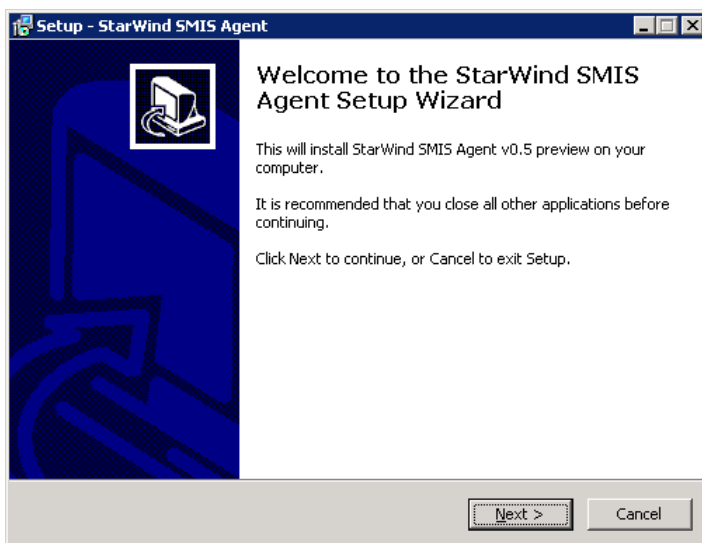 Setup - StarWind SMIS Agent
Welcome to the StarWind SMIS
Agent Setup Wizard
This will install StarWind SMIS Agent v0.5 preview on your
computer.
It is recommended that you close all other applications before
continuing.
Click Next to continue, or Cancel to exit Setup.
Next >
Cancel